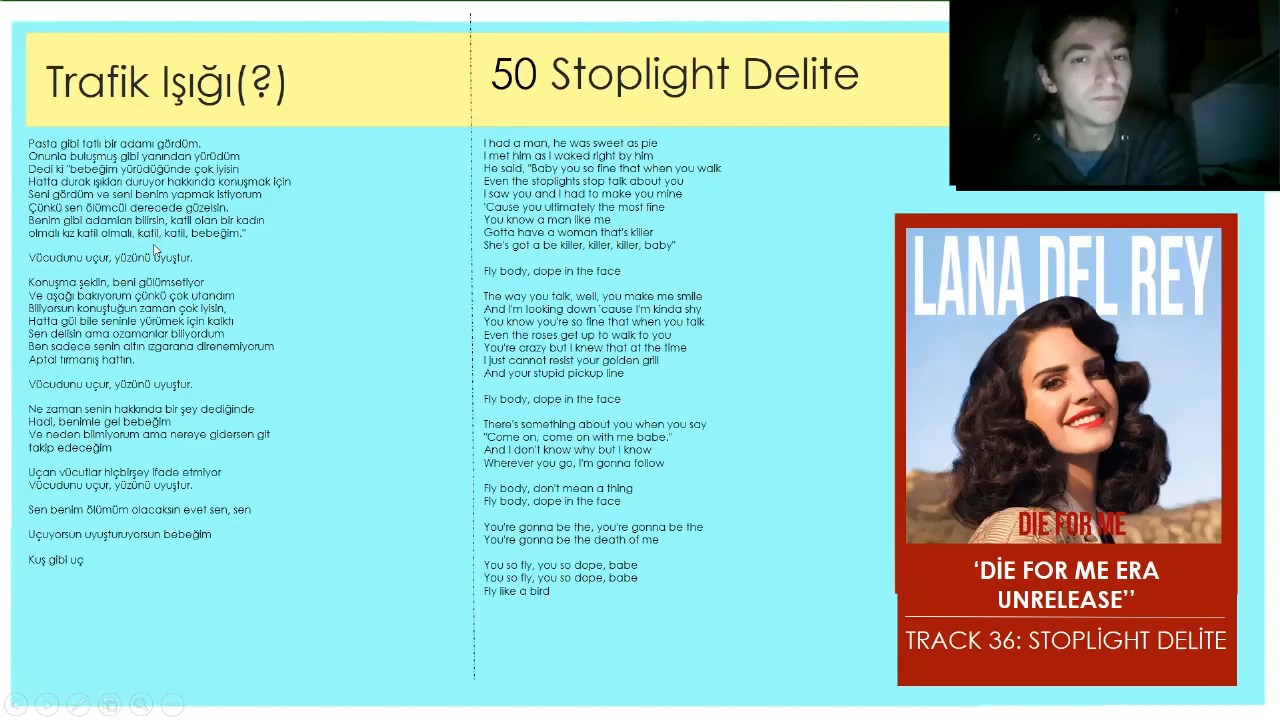 Trafik Işığı(?)
Pasta gibi tatlı bir adamı gördüm.
Onunla buluşmuş gibi yanından yürüdüm
Dedi ki "bebeğim yürüdüğünde çok iyisin
Hatta durak ışıkları duruyor hakkında konuşmak için
Seni gördüm ve seni benim yapmak istiyorum
Çünkü sen ölümcül derecede güzelsin.
Benim gibi adamları bilirsin, katil olan bir kadın
olmalı kız katil olmalı, katil, katil, bebeğim."
Vücudunu uçur, yüzünü uyuştur.
Konuşma şeklin, beni gülümsetiyor
Ve aşağı bakıyorum çünkü çok utandım
Biliyorsun konuştuğun zaman çok iyisin,
Hatta gül bile seninle yürümek için kalktı
Sen delisin ama ozamanlar biliyordum
Ben sadece senin altın ızgarana direnemiyorum
Aptal tırmanış hattın.
Vücudunu uçur, yüzünü uyuştur.
Ne zaman senin hakkında bir şey dediğinde
Hadi, benimle gel bebeğim
Ve neden bilmiyorum ama nereye gidersen git
takip edeceğim
Uçan vücutlar hiçbirşey ifade etmiyor
Vücudunu uçur, yüzünü uyuştur.
Sen benim ölümüm olacaksın evet sen, sen
Uçuyorsun uyuşturuyorsun bebeğim
Kuş gibi uç
50 Stoplight Delite
I had a man, he was sweet as pie
I met him as I waked right by him
He said, "Baby you so fine that when you walk
Even the stoplights stop talk about you
I saw you and I had to make you mine
'Cause you ultimately the most fine
You know a man like me
Gotta have a woman that's killer
She's got a be killer, killer, killer, baby"
Fly body, dope in the face
The way you talk, well, you make me smile
And I'm looking down 'cause I'm kinda shy
You know you're so fine that when you talk
Even the roses get up to walk to you
You're crazy but I knew that at the time
I just cannot resist your golden grill
And your stupid pickup line
Fly body, dope in the face
There's something about you when you say
"Come on, come on with me babe."
And I don't know why but I know
Wherever you go, I'm gonna follow
Fly body, don't mean a thing
Fly body, dope in the face
You're gonna be the, you're gonna be the
You're gonna be the death of me
You so fly, you so dope, babe
You so fly, you so dope, babe
Fly like a bird
LANA DEL REY
DIE FOR ME
‘DİE FOR ME ERA
UNRELEASE’’
TRACK 36: STOPLİGHT DELİTE